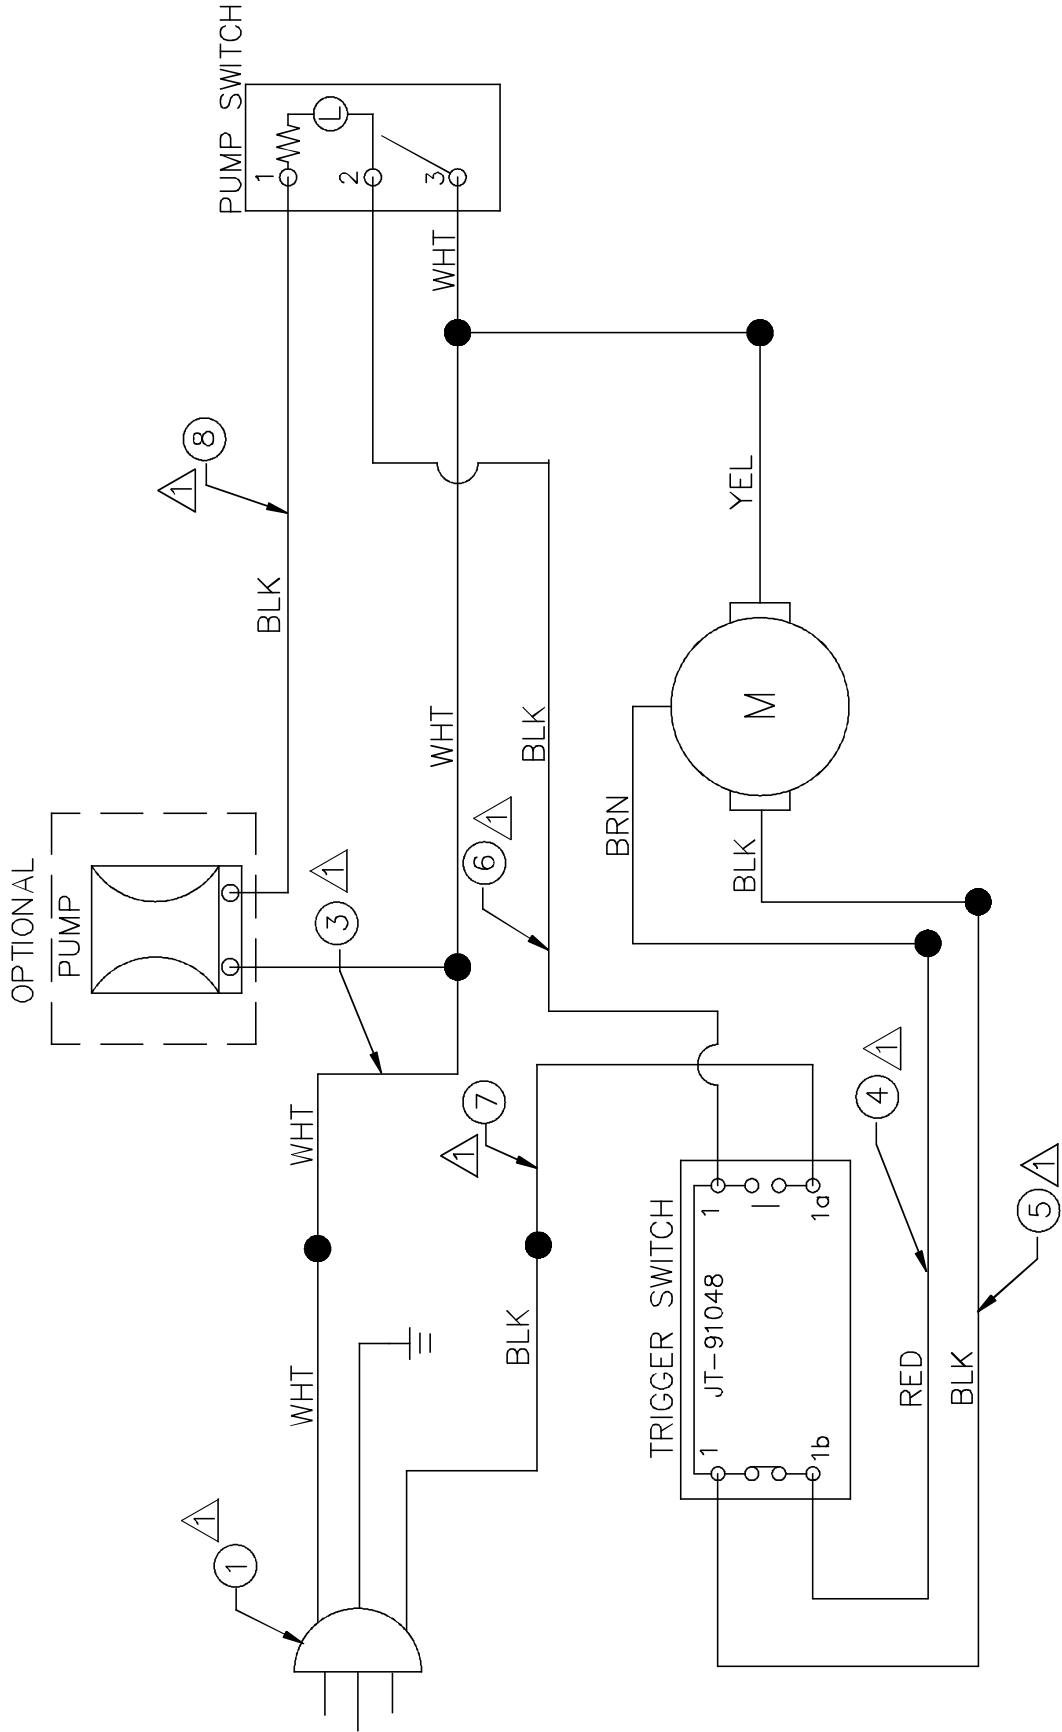 PUMP SWITCH
1
L
2
3
WHT
8
1
BLK
YEL
OPTIONAL
PUMP
WHT
BLK
M
BRN
BLK
3
1
6
1
WHT
7
1
4
1
5
1
WHT
BLK
TRIGGER SWITCH
1
1a
JT-91048
1
1b
RED
BLK
1
1